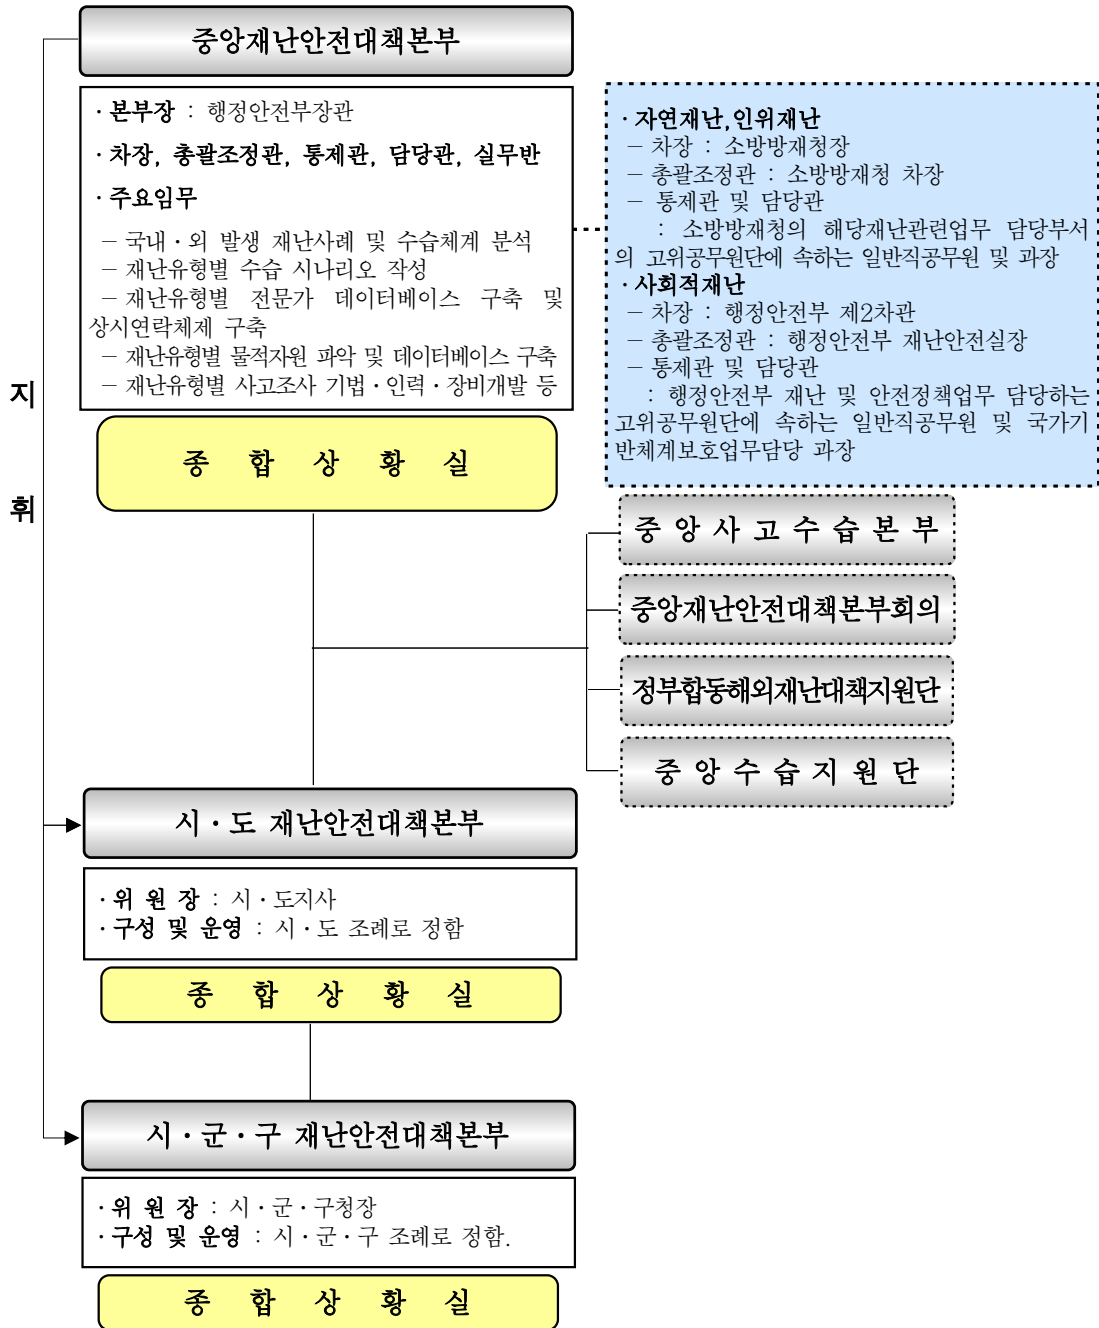 중앙재난안전대책본부
· 본부장 : 행정안전부장관
· 차장, 총괄조정관, 통제관, 담당관, 실무반
· 주요임무
– 국내 · 외 발생 재난사례 및 수습체계 분석
– 재난유형별 수습 시나리오 작성
– 재난유형별 전문가 데이터베이스 구축 및
상시연락체제 구축
– 재난유형별 물적자원 파악 및 데이터베이스 구축
– 재난유형별 사고조사 기법 · 인력 · 장비개발 등
종 합 상 황 실
· 자연재난,인위재난
– 차장 : 소방방재청장
– 총괄조정관 : 소방방재청 차장
– 통제관 및 담당관
: 소방방재청의 해당재난관련업무 담당부서
의 고위공무원단에 속하는 일반직공무원 및 과장
· 사회적재난
– 차장 : 행정안전부 제2차관
– 총괄조정관 : 행정안전부 재난안전실장
– 통제관 및 담당관
: 행정안전부 재난 및 안전정책업무 담당하는
고위공무원단에 속하는 일반직공무원 및 국가기
반체계보호업무담당 과장
지
휘
중 앙 사 고 수 습 본 부
중앙재난안전대책본부회의
정부합동해외재난대책지원단
중 앙 수 습 지 원 단
시 · 도 재난안전대책본부
· 위 원 장 : 시 · 도지사
· 구성 및 운영 : 시 · 도 조례로 정함
종 합 상 황 실
시 · 군 · 구 재난안전대책본부
· 위 원 장 : 시 · 군 · 구청장
· 구성 및 운영 : 시 · 군 · 구 조례로 정함.
종 합 상 황 실